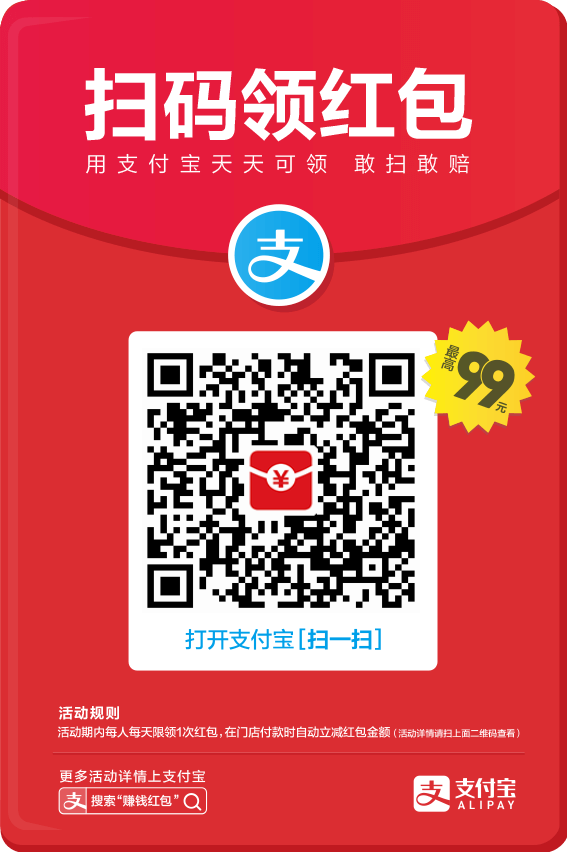 扫码领红包
用支付宝天天可领 敢扫敢赔
支
最高
99
元
¥
打开支付宝[扫一扫]
活动规则
活动期内每人每天限领1次红包，在门店付款时自动立减红包金额（活动详情请扫上面二维码查看）
更多活动详情上支付宝
支 搜索“赚钱红包”
支 支付宝
ALIPAY